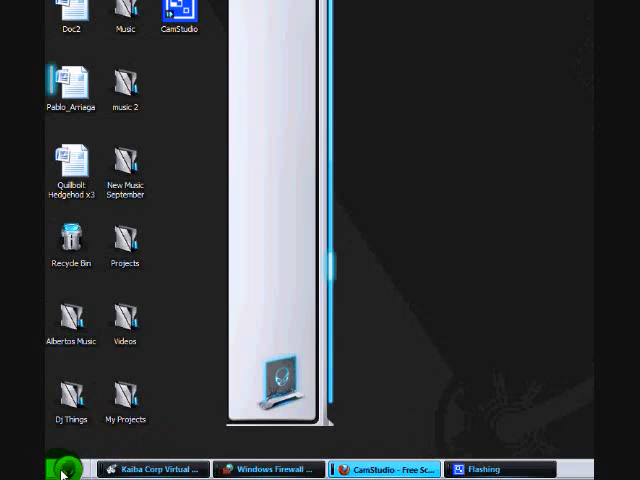 Doc2
Music
CamStudio
Pablo_Arriaga
music 2
Quillbolt
Hedgehod x3
New Music
September
Recycle Bin
Projects
Albertos Music
Videos
Dj Things
My Projects
Kaiba Corp Virtual ...
Windows Firewall ...
CamStudio - Free Sc...
Flashing